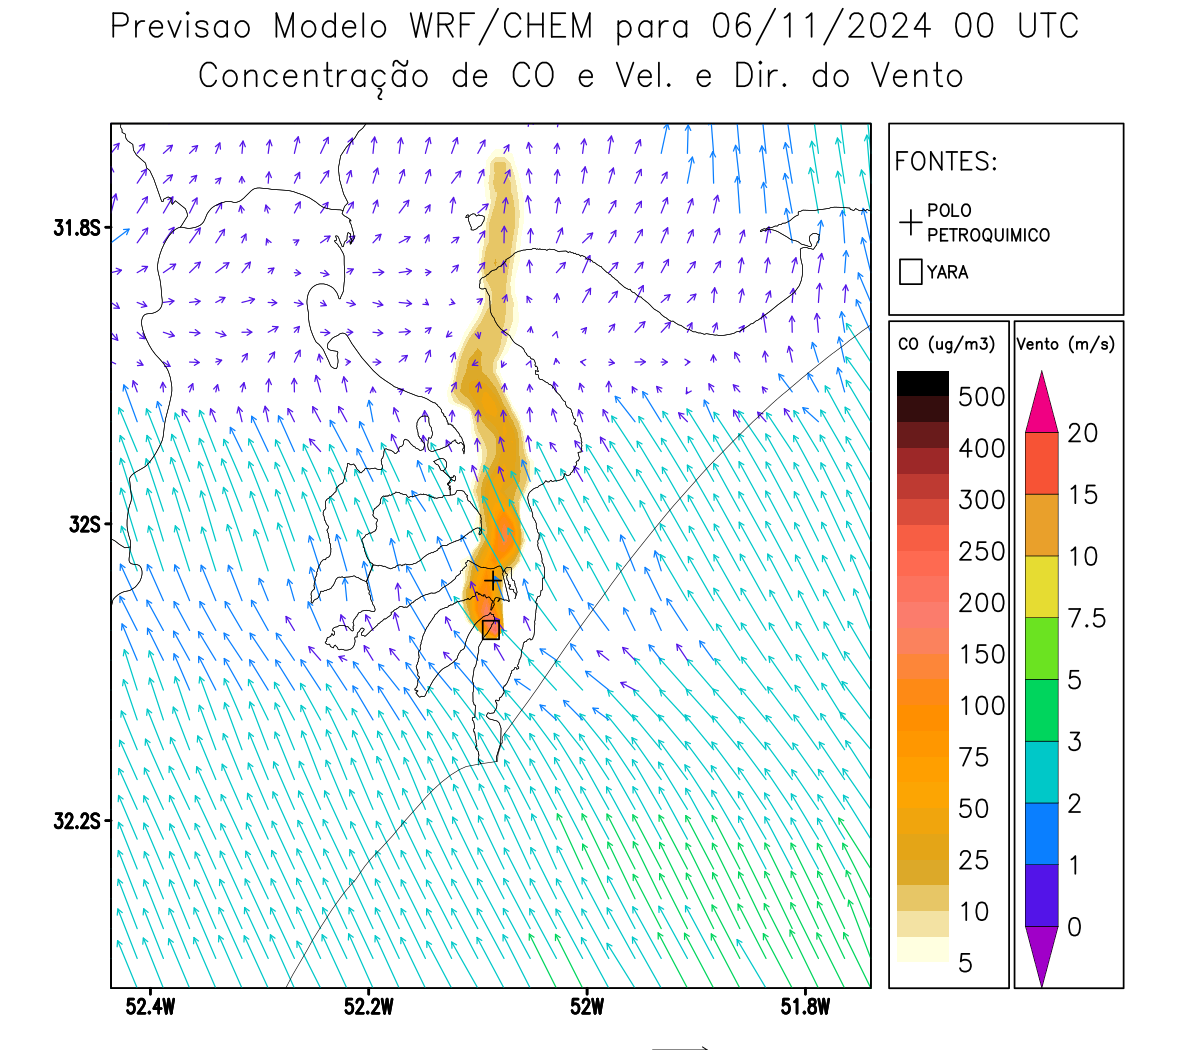 Previsao Modelo WRF/CHEM para 06/11/2024 00 UTC
Concentração de CO e Vel. e Dir. do Vento
FONTES:
POLO
PETROQUIMICO
YARA
31.8S
32S
32.2S
52.4W
52.2W
52W
51.8W
CO (ug/m3)
500
400
300
250
200
150
100
75
50
25
10
5
Vento (m/s)
20
15
10
7.5
5
3
2
1
0